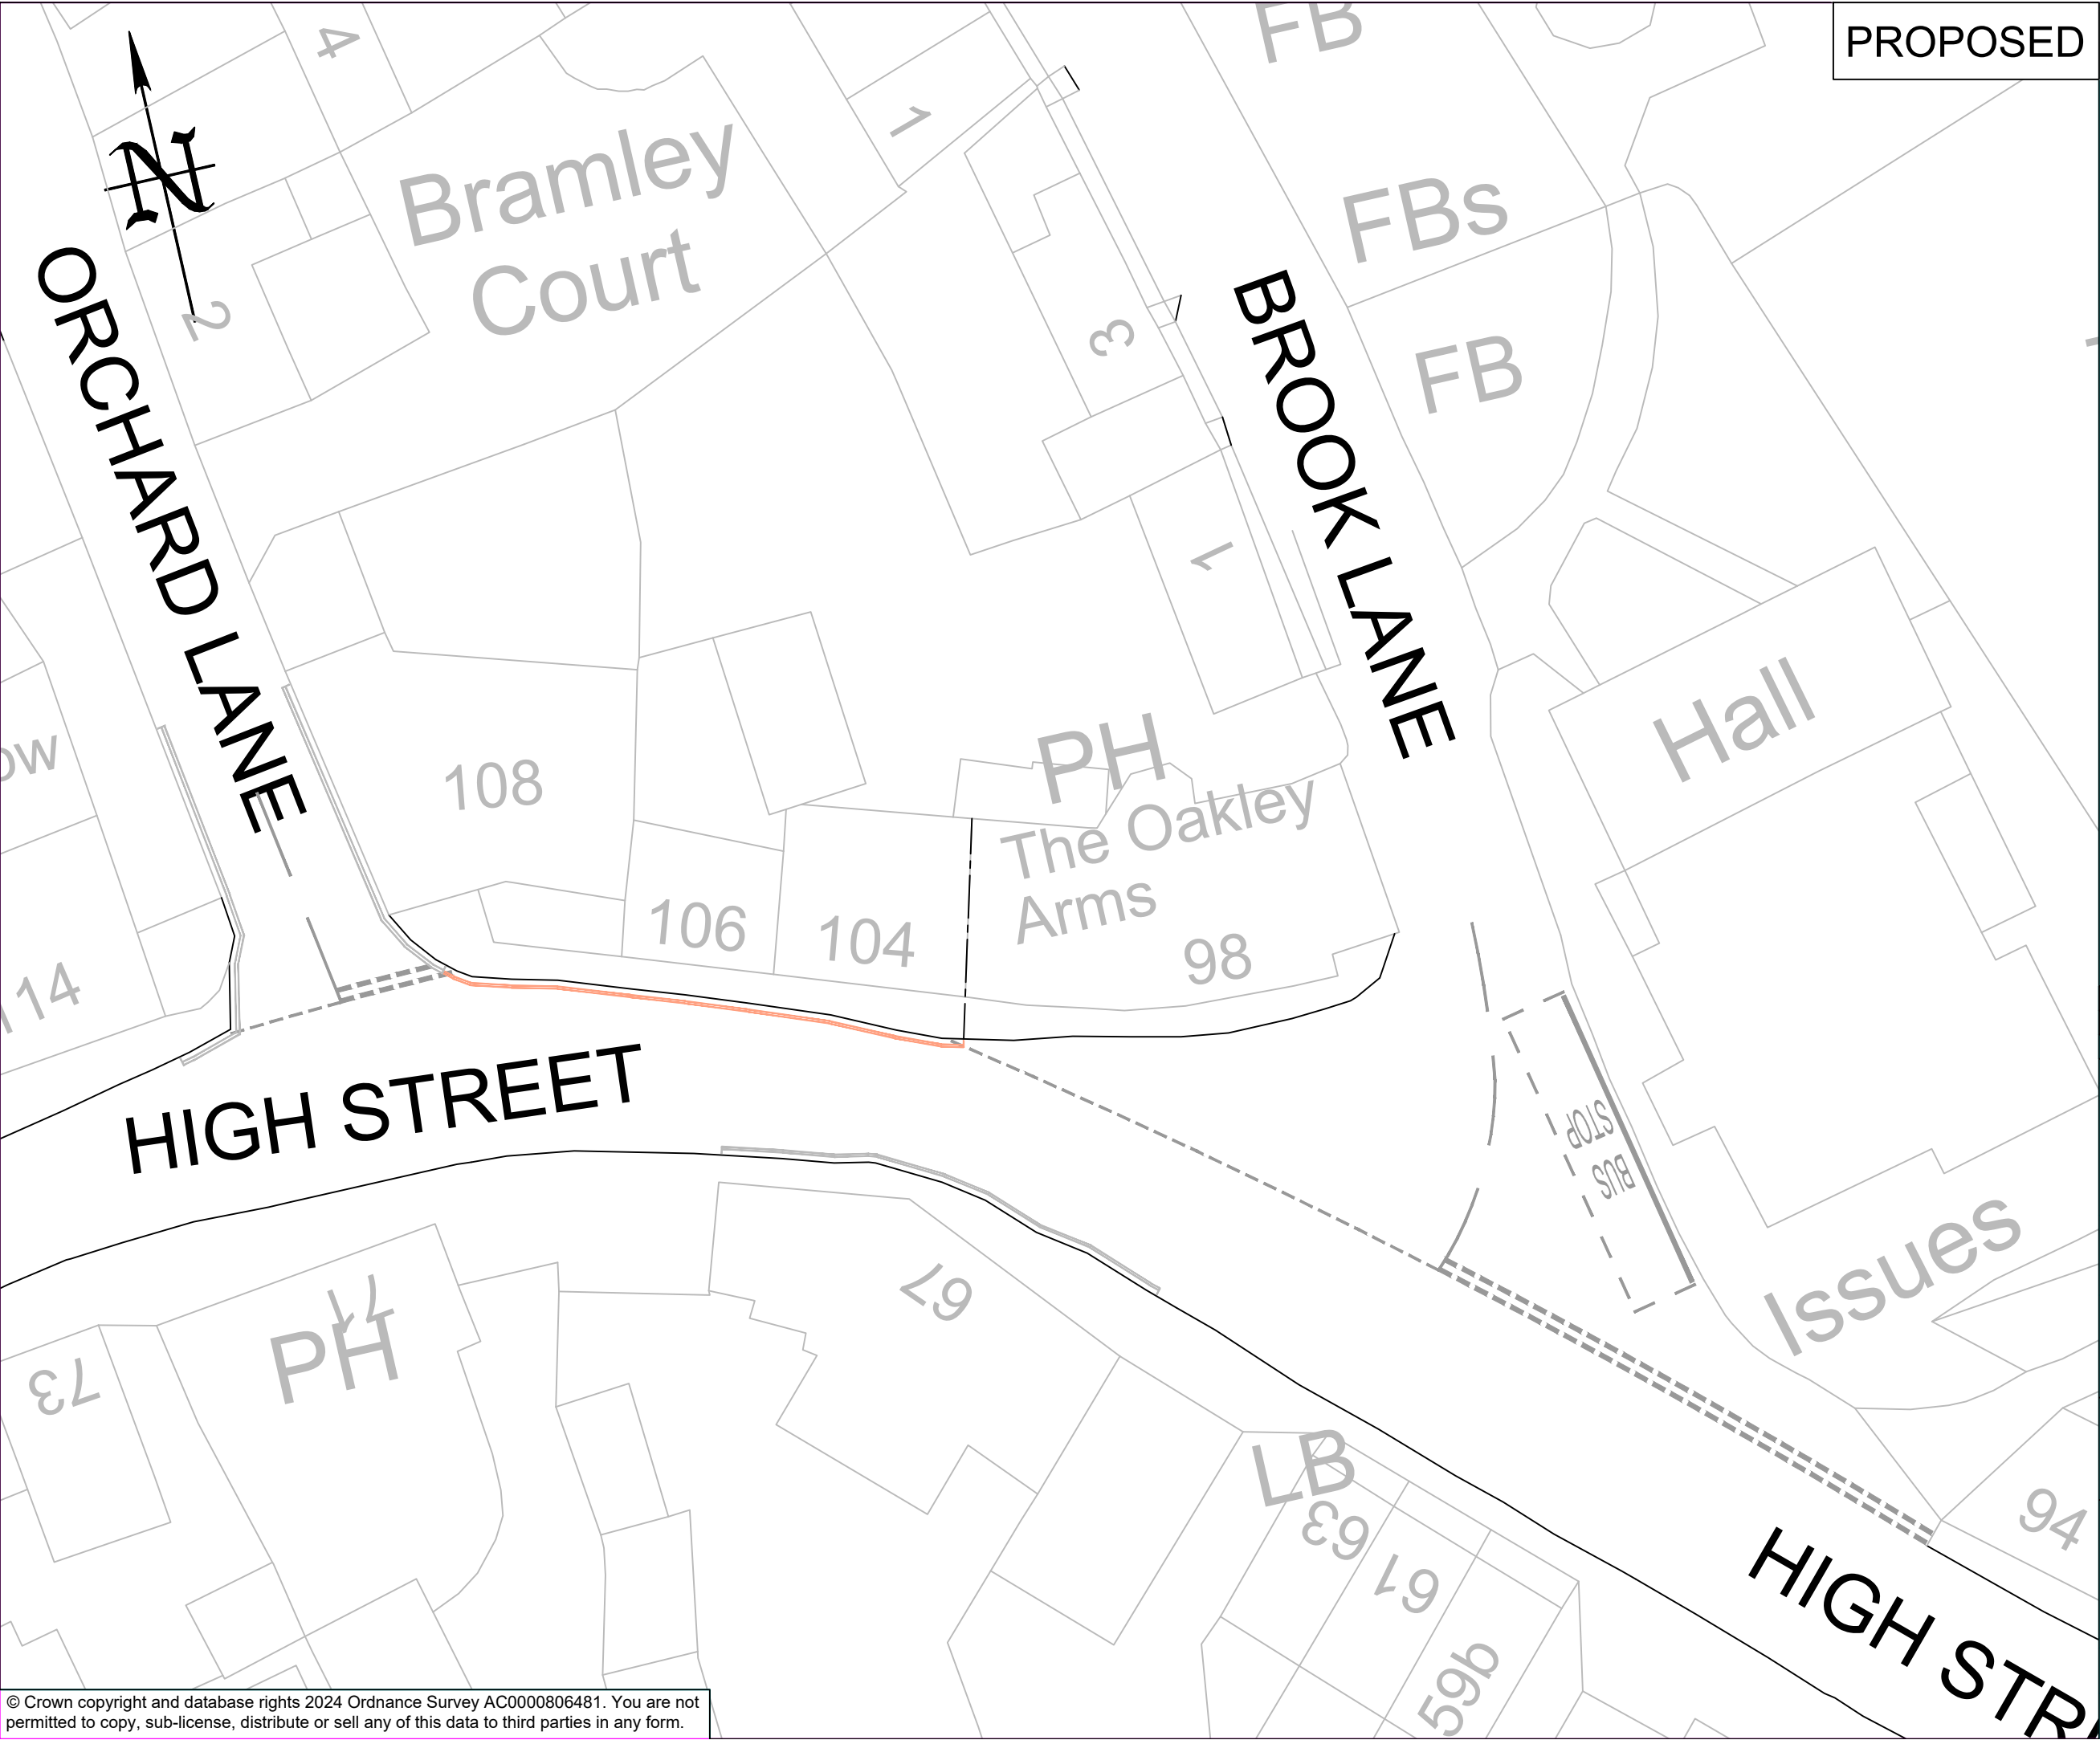 PROPOSED
FB
4
1
Bramley
Court
FBs
N
ORCHARD LANE
2
3
BROOK LANE
FB
1
Hall
ow
108
PH
The Oakley
Arms
106
104
98
114
HIGH STREET
BUS
STOP
Issues
67
77
PH
73
LB
63
61
59b
94
HIGH STR
© Crown copyright and database rights 2024 Ordnance Survey AC0000806481. You are not
permitted to copy, sub-license, distribute or sell any of this data to third parties in any form.